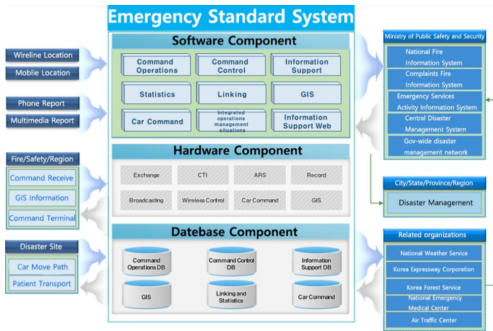 Emergency Standard System
Wireline Location
Mobile Location
Phone Report
Multimedia Report
Fire/Safety/Region
Command Receive
GIS Information
Command Terminal
Disaster Site
Car Move Path
Patient Transport
Software Component
Command
Operations
Command
Control
Information
Support
Statistics
Linking
GIS
Car Command
Integrated
operations
management
situations
Information
Support Web
Hardware Component
Exchange
CTI
ARS
Record
Broadcasting
Wireless Control
Car Command
GIS
Datebase Component
Command
Operations DB
Command Control
DB
Information
Support DB
GIS
Linking and
Statistics
Car Command
Ministry of Public Safety and Security
National Fire
Information System
Complaints Fire
Information System
Emergency Services
Activity Information System
Central Disaster
Management System
Gov-wide disaster
management network
City/State/Province/Region
Disaster Management
Related organizations
National Weather Service
Korea Expressway Corporation
Korea Forest Service
National Emergency
Medical Center
Air Traffic Center